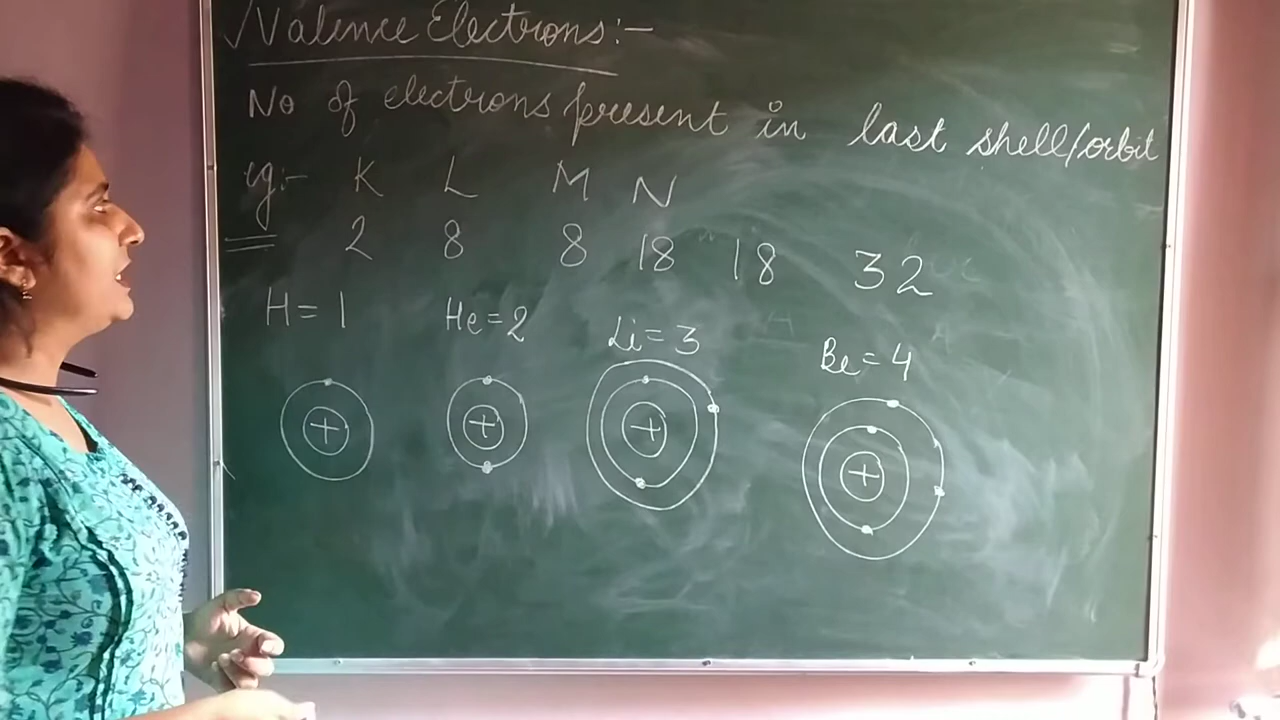 √Valence Electrons:-
No of electrons present in last shell/orbit
eg:- K L M N
2 8 8 18 18 32
H=1 He=2 Li=3 Be=4
+ + + +